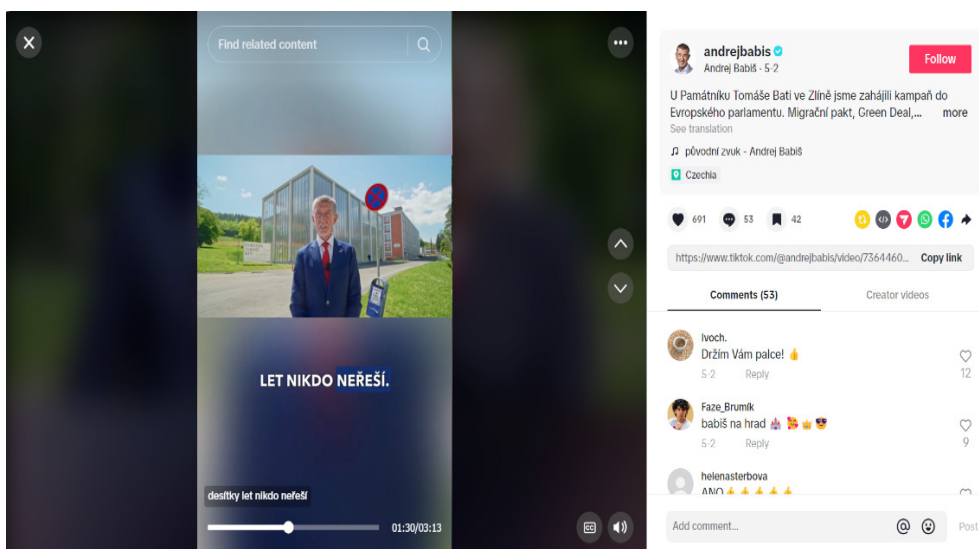 Find related content
LET NIKDO NEŘEŠÍ.
desítky let nikdo neřeší
01:30/03:13
CC
andrejbabis
Andrej Babiš · 5-2
Follow
U Památníku Tomáše Bati ve Zlíně jsme zahájili kampaň do
Evropského parlamentu. Migrační pakt, Green Deal,... more
See translation
původní zvuk - Andrej Babiš
Czechia
691 53 42
https://www.tiktok.com/@andrejbabis/video/7364460... Copy link
Comments (53) Creator videos
Ivoch.
Držím Vám palce! 👍
12
5-2 Reply
Faze_Brumík
babiš na hrad 🏰 🥰 👑 😎
9
5-2 Reply
helenasterbova
ANO 👍 👍 👍 👍 👍
Add comment... @ Post